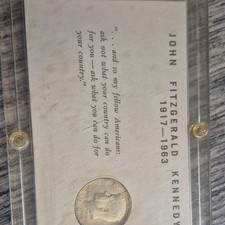 JOHN FITZGERALD KENNEDY
1917—1963
". . . and so my fellow Americans:
ask not what your country can do
for you — ask what you can do for
your country."